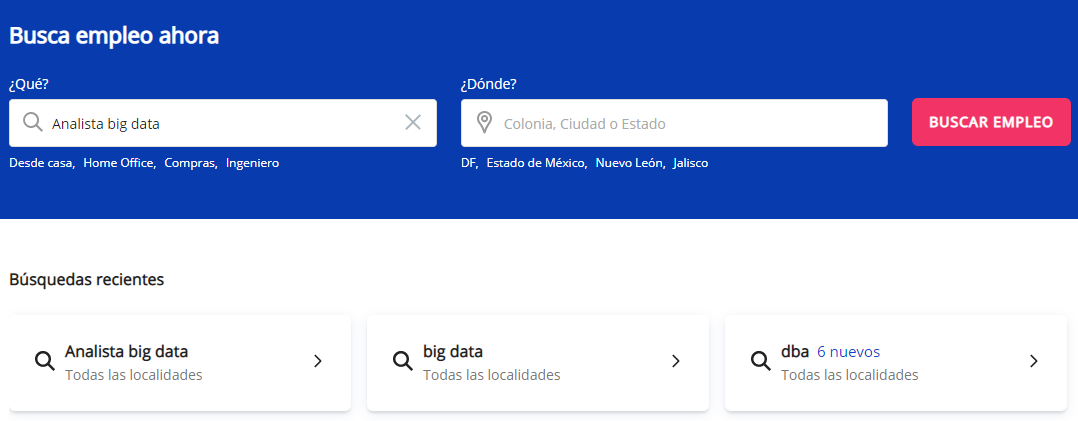 Busca empleo ahora
¿Qué? ¿Dónde?
Analista big data Colonia, Ciudad o Estado BUSCAR EMPLEO
Desde casa, Home Office, Compras, Ingeniero DF, Estado de México, Nuevo León, Jalisco
Búsquedas recientes
Analista big data
Todas las localidades
big data
Todas las localidades
dba 6 nuevos
Todas las localidades